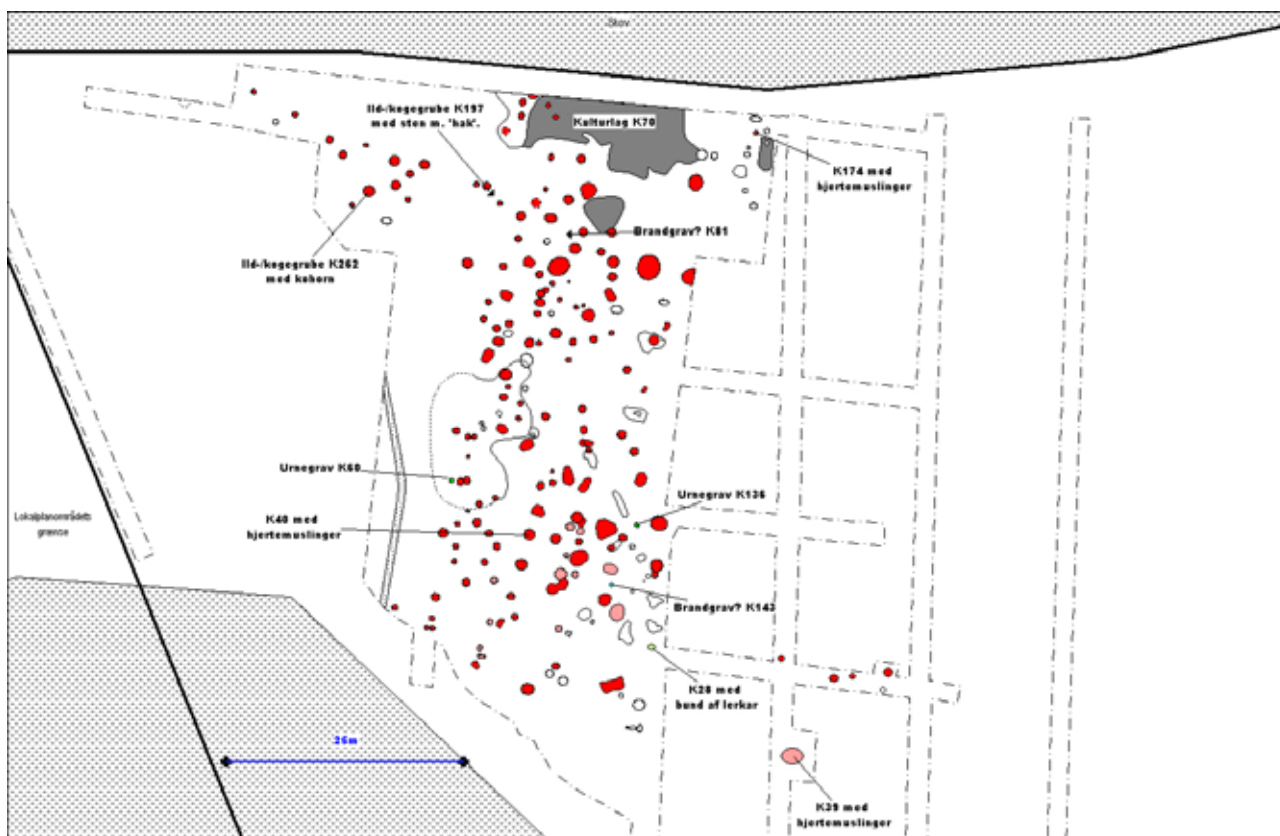 Skov
Ild-/kogegrube K197
med sten m. 'hak'.
Kulturlag K70
K174 med
hjertemuslinger
Ild-/kogegrube K262
med kohorn
Brandgrav? K81
Urnegrav K60
Urnegrav K136
Lokalplanområdets
grænse
K40 med
hjertemuslinger
Brandgrav? K143
K28 med
bund af lerkar
25m
K39 med
hjertemuslinger